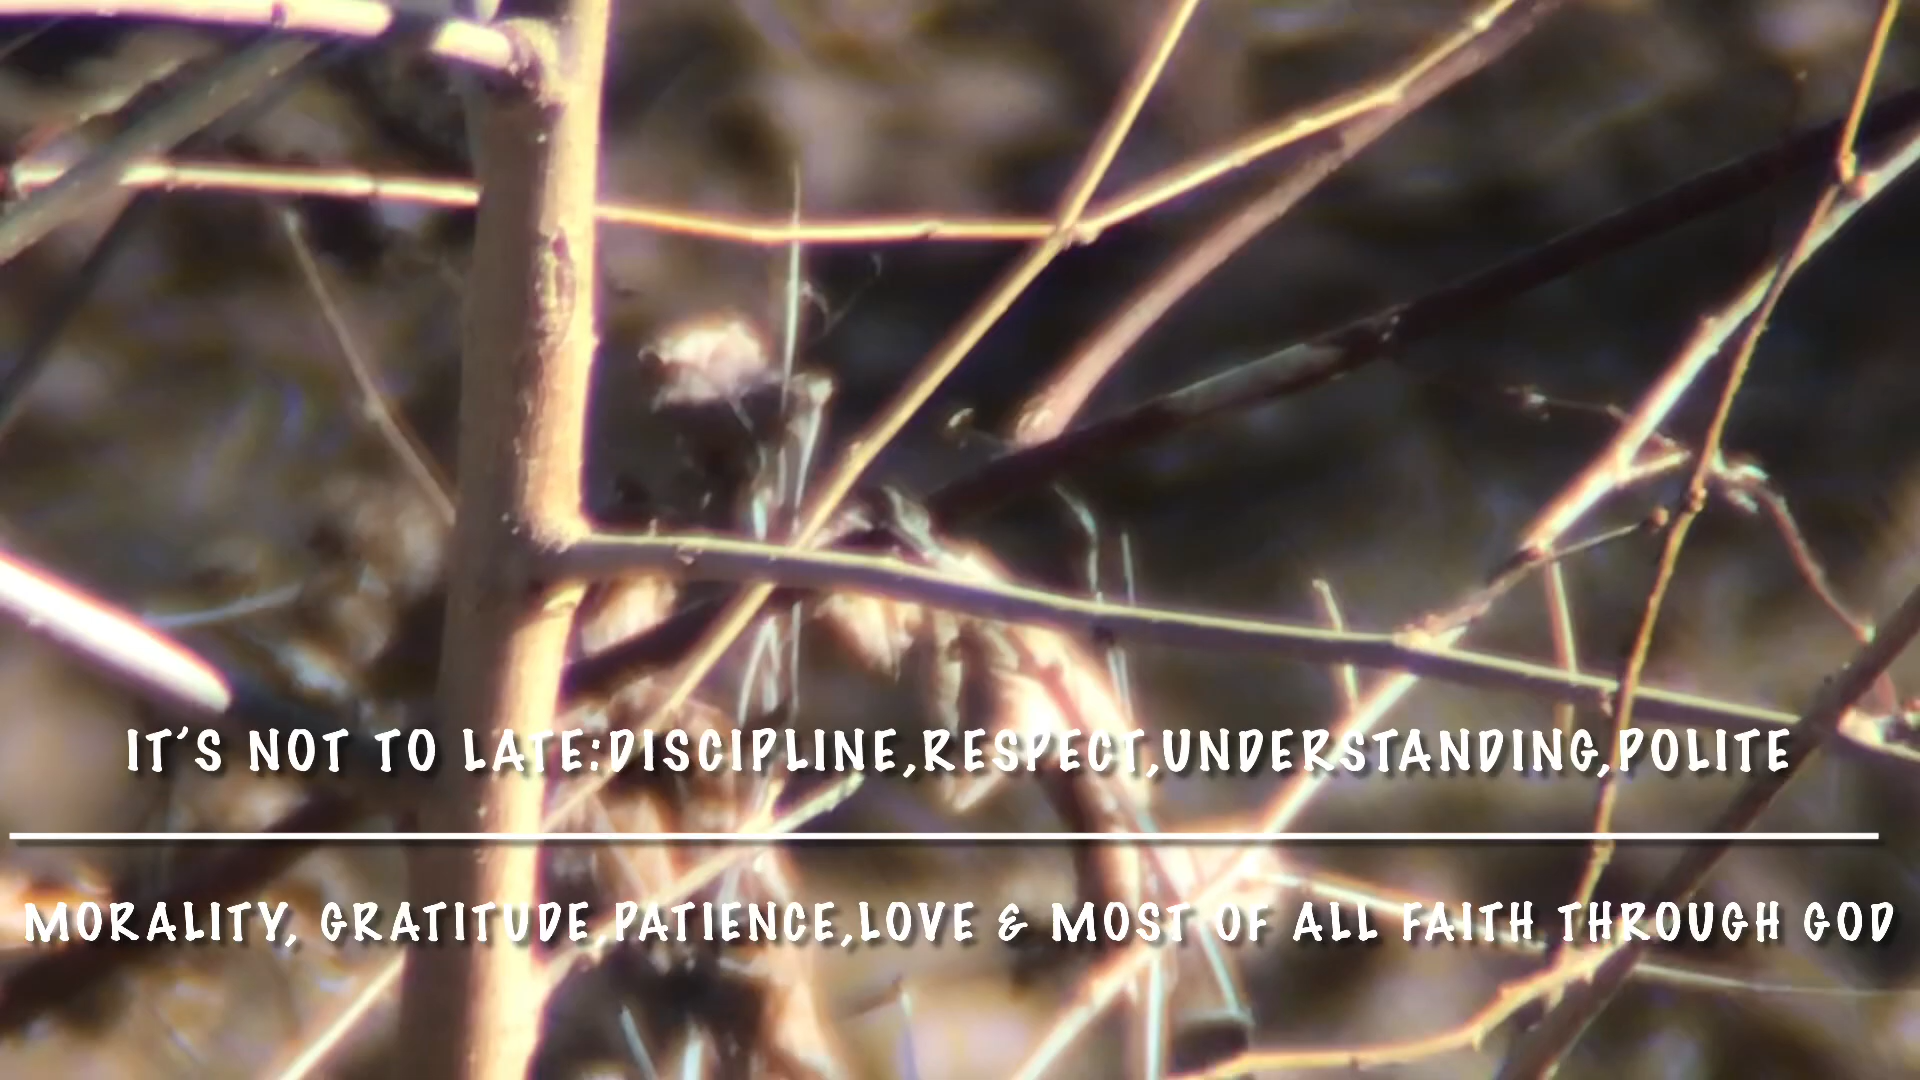 IT'S NOT TO LATE:DISCIPLINE,RESPECT,UNDERSTANDING,POLITE
MORALITY, GRATITUDE,PATIENCE,LOVE & MOST OF ALL FAITH THROUGH GOD